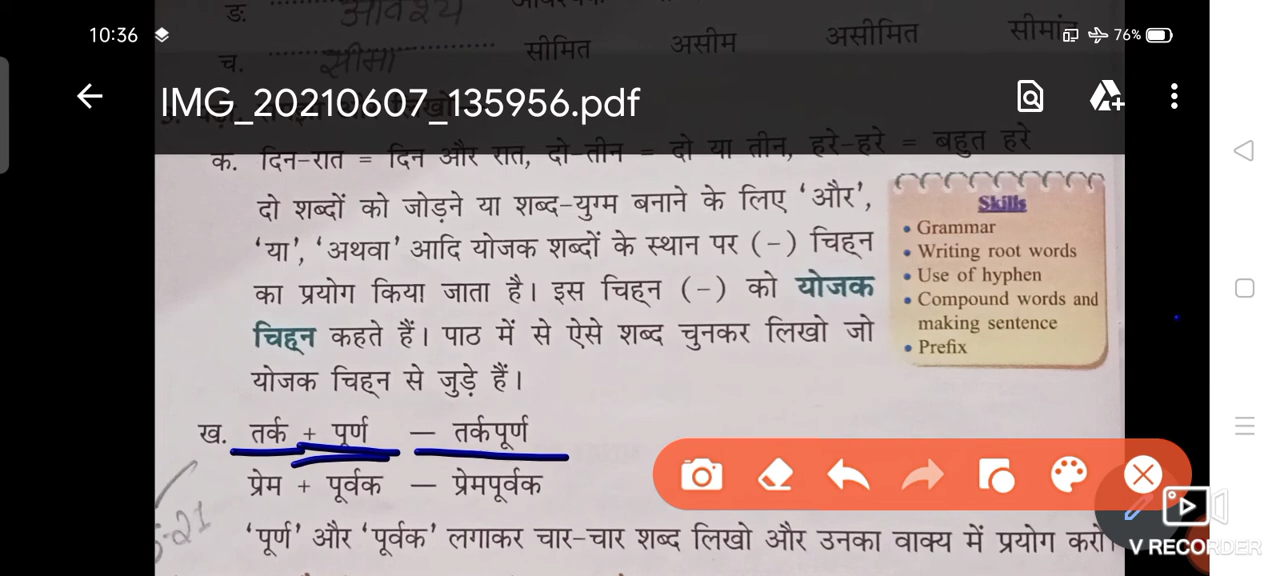 ङ. आवश्य
च. सीमा सीमित असीम असीमित
10:36 76%
IMG_20210607_135956.pdf
क. दिन-रात = दिन और रात, दो-तीन = दो या तीन, हरे-हरे = बहुत हरे
दो शब्दों को जोड़ने या शब्द-युग्म बनाने के लिए ‘और’,
‘या’, ‘अथवा’ आदि योजक शब्दों के स्थान पर (-) चिह्न
का प्रयोग किया जाता है। इस चिह्न (-) को योजक
चिह्न कहते हैं। पाठ में से ऐसे शब्द चुनकर लिखो जो
योजक चिह्न से जुड़े हैं।
Skills
• Grammar
• Writing root words
• Use of hyphen
• Compound words and
making sentence
• Prefix
ख. तर्क + पूर्ण — तर्कपूर्ण
प्रेम + पूर्वक — प्रेमपूर्वक
‘पूर्ण’ और ‘पूर्वक’ लगाकर चार-चार शब्द लिखो और उनका वाक्य में प्रयोग करो।
V RECORDER